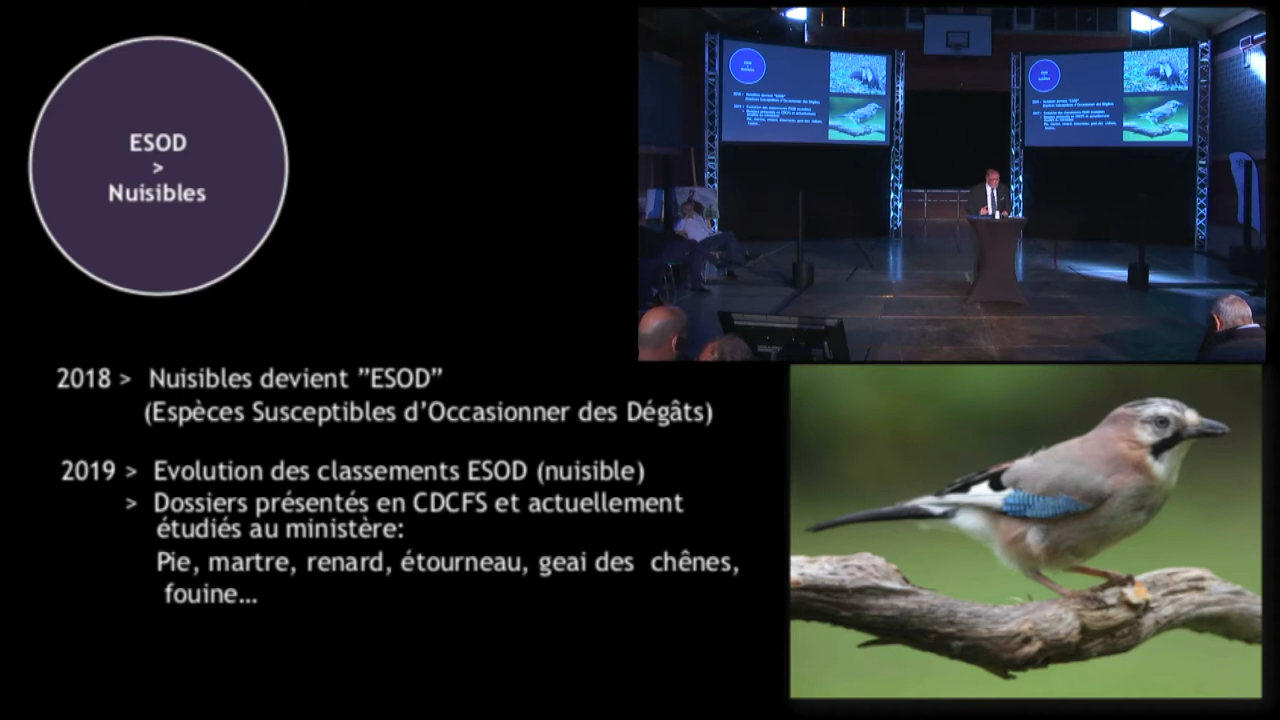 ESOD
>
Nuisibles
2018 > Nuisibles devient ”ESOD”
(Espèces Susceptibles d’Occasionner des Dégâts)
2019 > Evolution des classements ESOD (nuisible)
> Dossiers présentés en CDCFS et actuellement
étudiés au ministère:
Pie, martre, renard, étourneau, geai des chênes,
fouine...